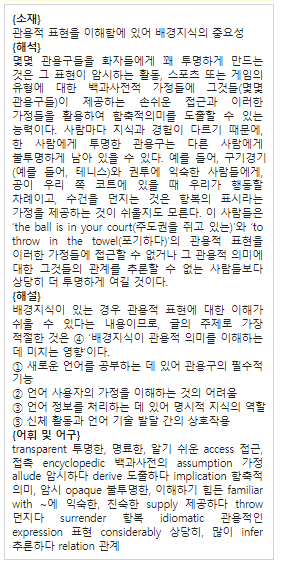 {소재}
관용적 표현을 이해함에 있어 배경지식의 중요성
{해석}
몇몇 관용구들을 화자들에게 꽤 투명하게 만드는
것은 그 표현이 암시하는 활동, 스포츠 또는 게임의
유형에 대한 백과사전적 가정들에 그것들(몇몇
관용구들)이 제공하는 손쉬운 접근과 이러한
가정들을 활용하여 함축적의미를 도출할 수 있는
능력이다. 사람마다 지식과 경험이 다르기 때문에,
한 사람에게 투명한 관용구는 다른 사람에게
불투명하게 남아 있을 수 있다. 예를 들어, 구기경기
(예를 들어, 테니스)와 권투에 익숙한 사람들에게,
공이 우리 쪽 코트에 있을 때 우리가 행동할
차례이고, 수건을 던지는 것은 항복의 표시라는
가정을 제공하는 것이 쉬울지도 모른다. 이 사람들은
‘the ball is in your court(주도권을 쥐고 있는)’와 ‘to
throw in the towel(포기하다)’의 관용적 표현을
이러한 가정들에 접근할 수 없거나 그 관용적 의미에
대한 그것들의 관계를 추론할 수 없는 사람들보다
상당히 더 투명하게 여길 것이다.
{해설}
배경지식이 있는 경우 관용적 표현에 대한 이해가
쉬울 수 있다는 내용이므로, 글의 주제로 가장
적절한 것은 ④ ‘배경지식이 관용적 의미를 이해하는
데 미치는 영향’이다.
① 새로운 언어를 공부하는 데 있어 관용구의 필수적
기능
② 언어 사용자의 가정을 이해하는 것의 어려움
③ 언어 정보를 처리하는 데 있어 명시적 지식의 역할
⑤ 신체 활동과 언어 기술 발달 간의 상호작용
{어휘 및 어구}
transparent 투명한, 명료한, 알기 쉬운 access 접근,
접촉 encyclopedic 백과사전의 assumption 가정
allude 암시하다 derive 도출하다 implication 함축적
의미, 암시 opaque 불투명한, 이해하기 힘든 familiar
with ~에 익숙한, 친숙한 supply 제공하다 throw
던지다 surrender 항복 idiomatic 관용적인
expression 표현 considerably 상당히, 많이 infer
추론하다 relation 관계